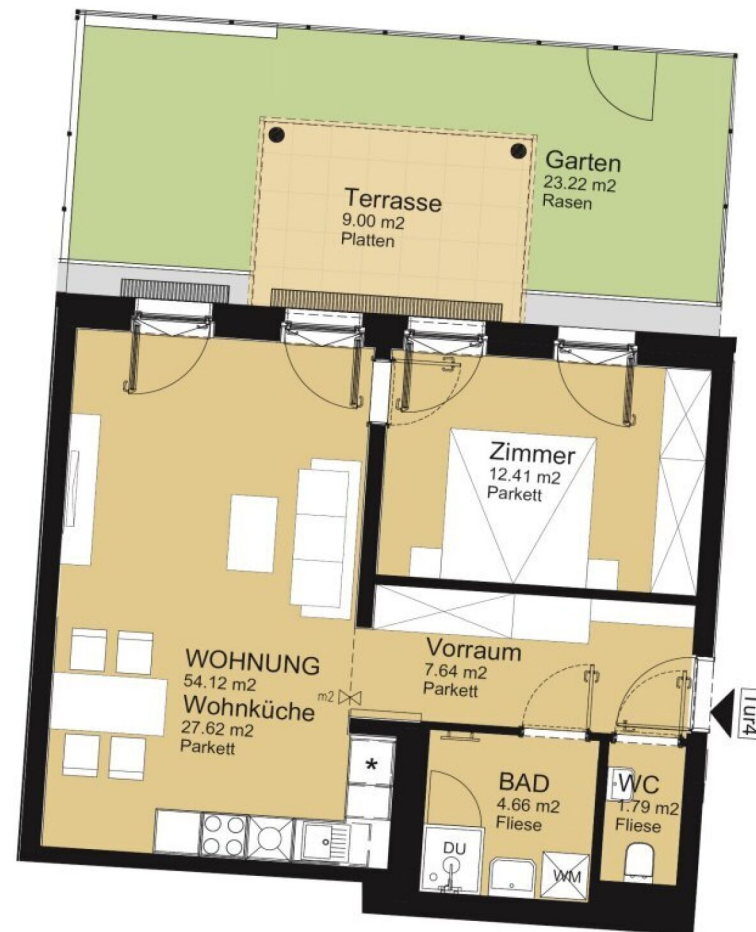 Garten
23.22 m2
Rasen
Terrasse
9.00 m2
Platten
Zimmer
12.41 m2
Parkett
WOHNUNG
54.12 m2
Wohnküche
27.62 m2
Parkett
m2
Vorraum
7.64 m2
Parkett
Tür4
*
BAD
4.66 m2
Fliese
WC
1.79 m2
Fliese
DU
WM